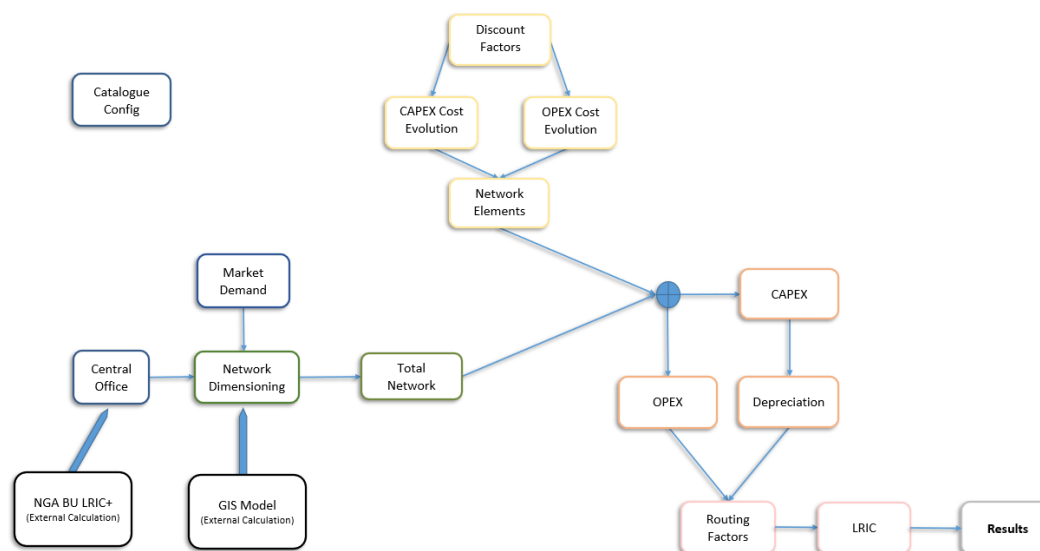 Discount
Factors
Catalogue
Config
CAPEX Cost
Evolution
OPEX Cost
Evolution
Network
Elements
Market
Demand
CAPEX
Central
Office
Network
Dimensioning
Total
Network
OPEX
Depreciation
NGA BU LRIC+
(External Calculation)
GIS Model
(External Calculation)
Routing
Factors
LRIC
Results